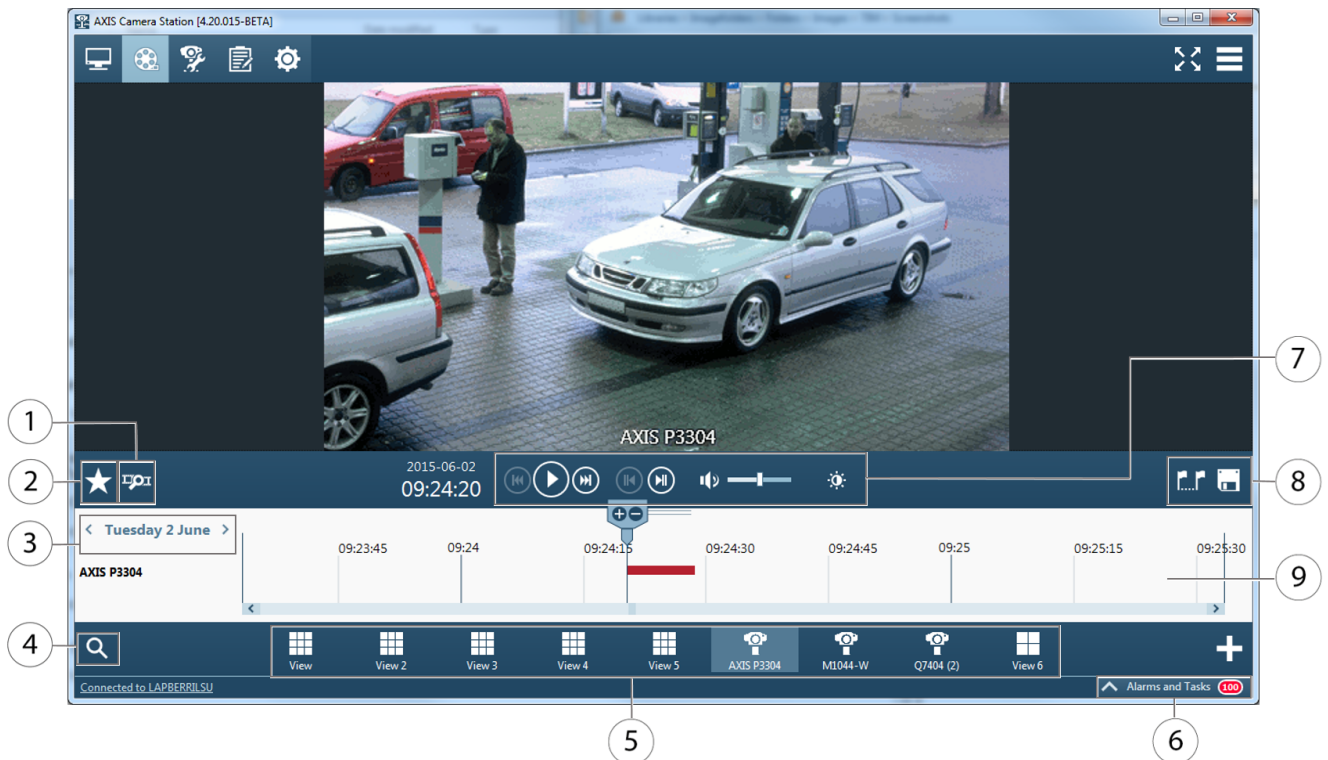 AXIS Camera Station [4.20.015-BETA]
AXIS P3304
2015-06-02
09:24:20
Tuesday 2 June
09:23:45 09:24 09:24:15 09:24:30 09:24:45 09:25 09:25:15 09:25:30
AXIS P3304
View View 2 View 3 View 4 View 5 AXIS P3304 M1044-W Q7404 (2) View 6
Connected to LAPBERRILSU
Alarms and Tasks 100
1
2
3
4
5
6
7
8
9